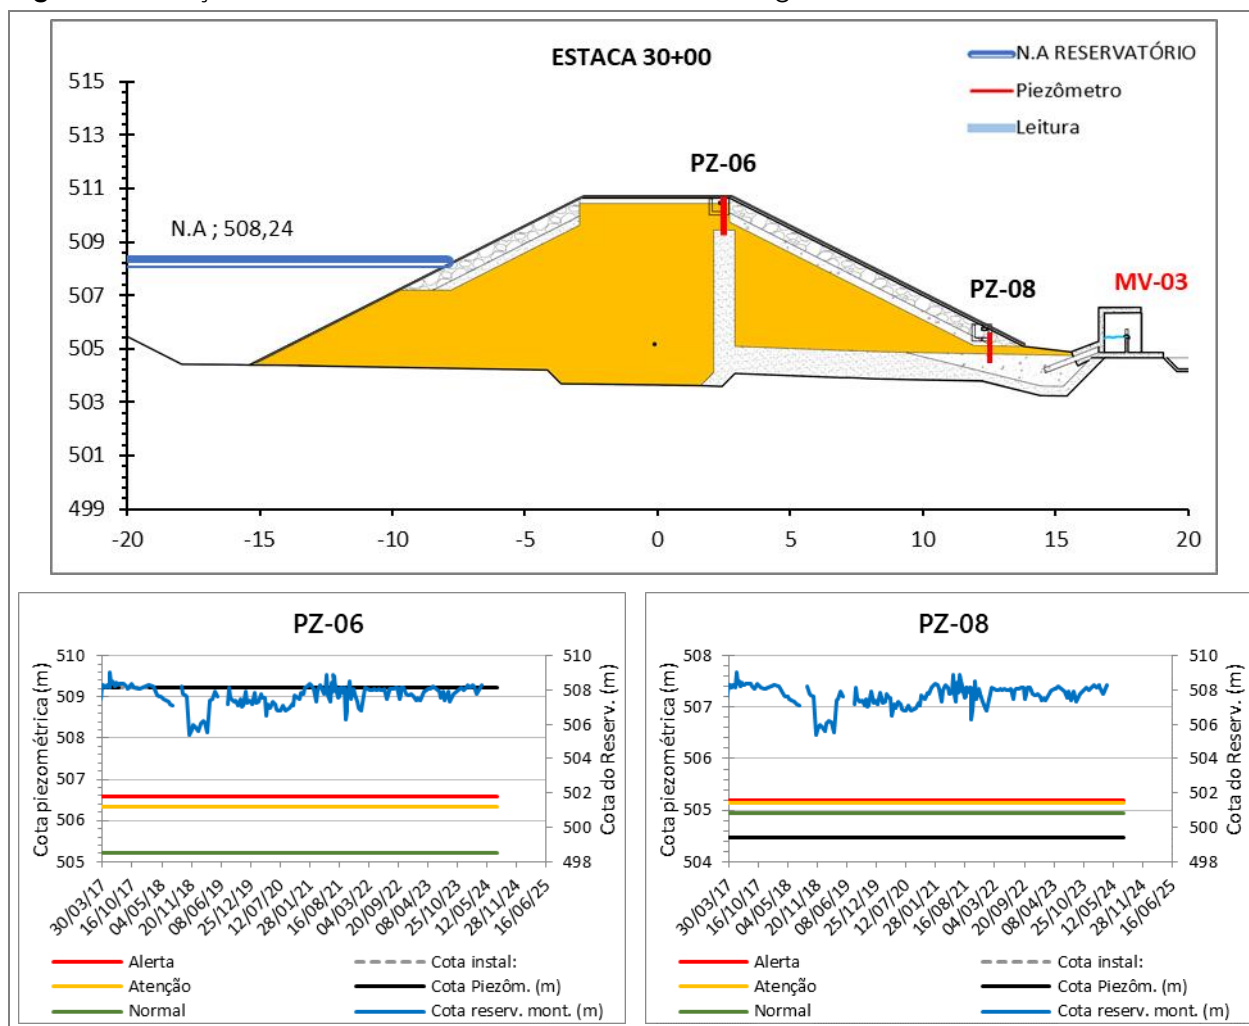 ESTACA 30+00
N.A RESERVATÓRIO
Piezômetro
Leitura
515
513
511
509
507
505
503
501
499
PZ-06
N.A ; 508,24
PZ-08
MV-03
-20 -15 -10 -5 0 5 10 15 20
PZ-06
Cota piezométrica (m)
510
509
508
507
506
505
510
508
506
504
502
500
498
Cota do Reserv. (m)
30/03/17
16/10/17
04/05/18
20/11/18
08/06/19
25/12/19
12/07/20
28/01/21
16/08/21
04/03/22
20/09/22
08/04/23
25/10/23
12/05/24
28/11/24
16/06/25
Alerta
Cota instal:
Atenção
Cota Piezôm. (m)
Normal
Cota reserv. mont. (m)
PZ-08
Cota piezométrica (m)
508
507
506
505
504
510
508
506
504
502
500
498
Cota do Reserv. (m)
30/03/17
16/10/17
04/05/18
20/11/18
08/06/19
25/12/19
12/07/20
28/01/21
16/08/21
04/03/22
20/09/22
08/04/23
25/10/23
12/05/24
28/11/24
16/06/25
Alerta
Cota instal:
Atenção
Cota Piezôm. (m)
Normal
Cota reserv. mont. (m)